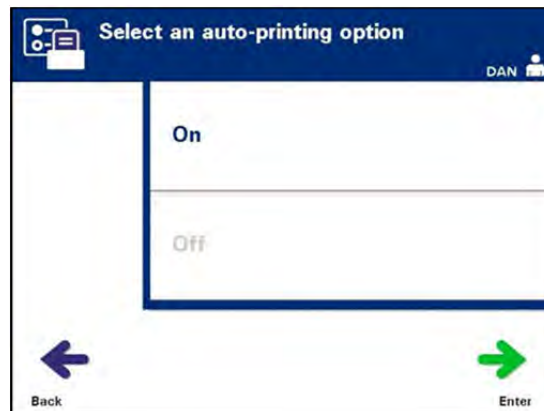 Select an auto-printing option
DAN
On
Off
Back
Enter